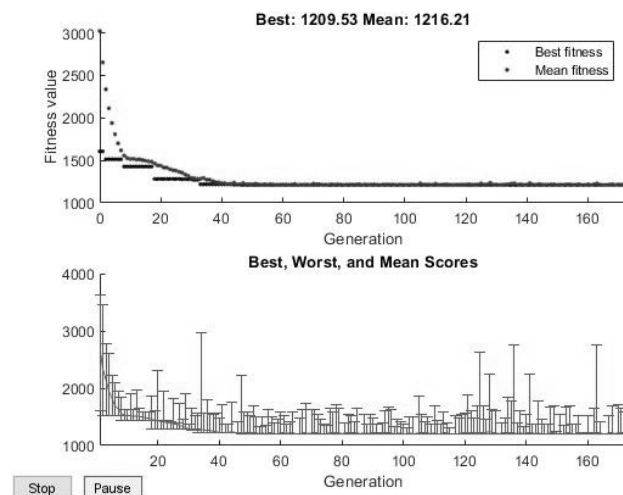 Best: 1209.53 Mean: 1216.21
3000
2500
2000
1500
1000
Fitness value
Best fitness
Mean fitness
0 20 40 60 80 100 120 140 160
Generation
Best, Worst, and Mean Scores
4000
3000
2000
1000
20 40 60 80 100 120 140 160
Generation
Stop Pause